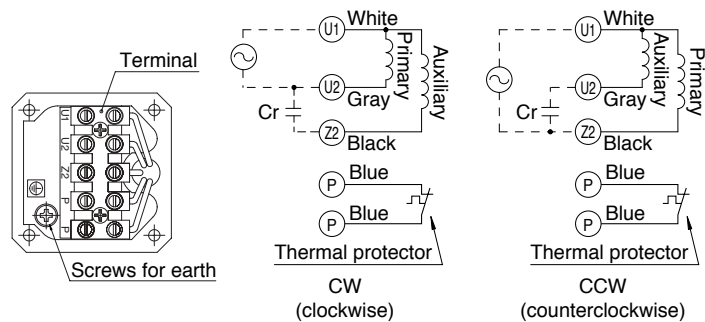 Terminal
U1
U2
Z2
P
P
Screws for earth
U1 White
Primary
Auxiliary
U2
Gray
Cr
Z2
Black
P Blue
P Blue
Thermal protector
CW
(clockwise)
U1 White
Auxiliary
Primary
U2
Gray
Cr
Z2
Black
P Blue
P Blue
Thermal protector
CCW
(counterclockwise)